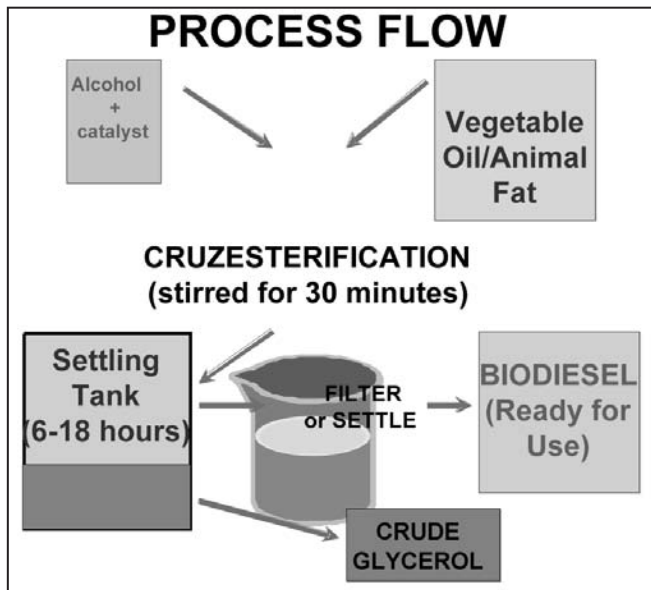 PROCESS FLOW
Alcohol
+
catalyst
Vegetable
Oil/Animal
Fat
CRUZESTERIFICATION
(stirred for 30 minutes)
Settling
Tank
(6-18 hours)
FILTER
or SETTLE
BIODIESEL
(Ready for
Use)
CRUDE
GLYCEROL